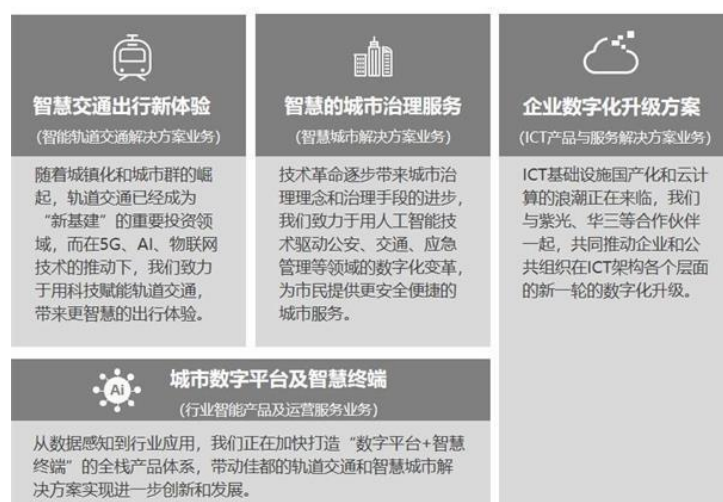 智慧交通出行新体验
（智能轨道交通解决方案业务）
随着城镇化和城市群的崛
起，轨道交通已经成为
“新基建”的重要投资领
域，而在5G、AI、物联网
技术的推动下，我们致力
于用科技赋能轨道交通，
带来更智慧的出行体验。
智慧的城市治理服务
（智慧城市解决方案业务）
技术革命逐步带来城市治
理理念和治理手段的进步，
我们致力于用人工智能技
术驱动公安、交通、应急
管理等领域的数字化变革，
为市民提供更安全便捷的
城市服务。
企业数字化升级方案
（ICT产品与服务解决方案业务）
ICT基础设施国产化和云计
算的浪潮正在来临，我们
与紫光、华三等合作伙伴
一起，共同推动企业和公
共组织在ICT架构各个层面
的新一轮的数字化升级。
Ai
城市数字平台及智慧终端
（行业智能产品及运营服务业务）
从数据感知到行业应用，我们正在加快打造“数字平台+智慧
终端”的全栈产品体系，带动佳都的轨道交通和智慧城市解
决方案实现进一步创新和发展。